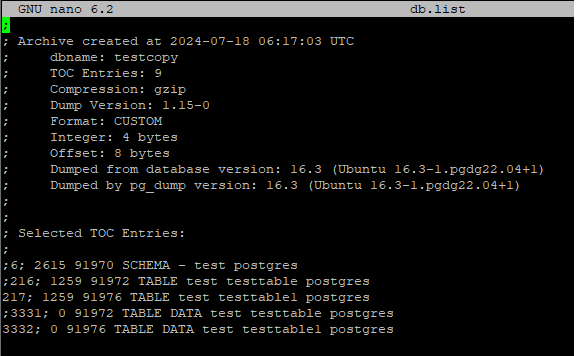 GNU nano 6.2 db.list
;
; Archive created at 2024-07-18 06:17:03 UTC
;     dbname: testcopy
;     TOC Entries: 9
;     Compression: gzip
;     Dump Version: 1.15-0
;     Format: CUSTOM
;     Integer: 4 bytes
;     Offset: 8 bytes
;     Dumped from database version: 16.3 (Ubuntu 16.3-1.pgdg22.04+1)
;     Dumped by pg_dump version: 16.3 (Ubuntu 16.3-1.pgdg22.04+1)
;
;
; Selected TOC Entries:
;
;6; 2615 91970 SCHEMA - test postgres
;216; 1259 91972 TABLE test testtable postgres
217; 1259 91976 TABLE test testtable1 postgres
;3331; 0 91972 TABLE DATA test testtable postgres
3332; 0 91976 TABLE DATA test testtable1 postgres